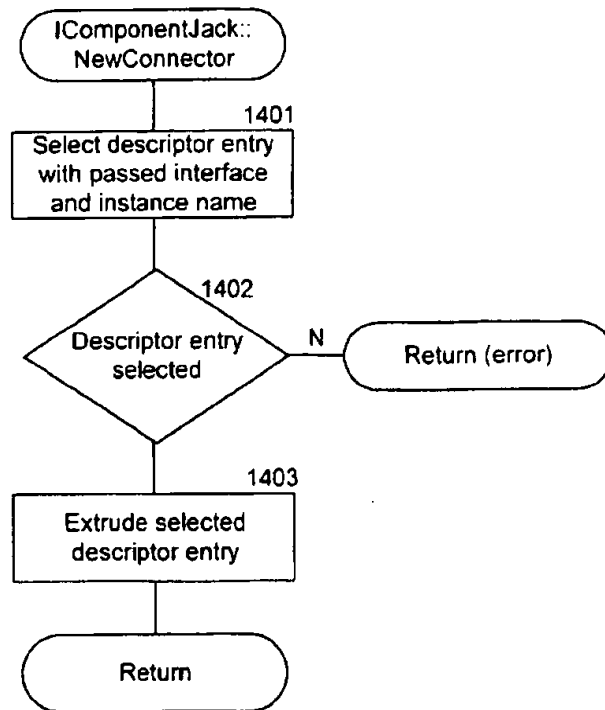 IComponentJack::
NewConnector
1401
Select descriptor entry
with passed interface
and instance name
1402
Descriptor entry
selected
N
Return (error)
1403
Extrude selected
descriptor entry
Return